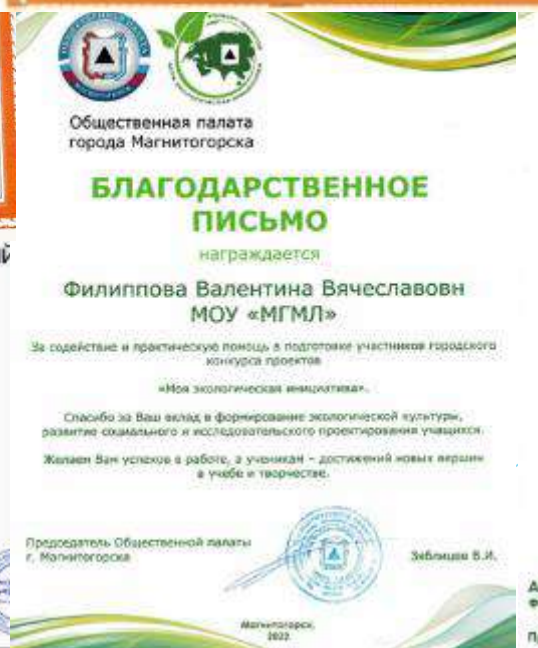 Общественная палата
города Магнитогорска
БЛАГОДАРСТВЕННОЕ
ПИСЬМО
награждается
Филиппова Валентина Вячеславовн
МОУ «МГМЛ»
За содействие и практическую помощь в подготовке участников городского
конкурса проектов
«Моя экологическая инициатива».
Спасибо за Ваш вклад в формирование экологической культуры,
развитие социального и исследовательского проектирования учащихся.
Желаем Вам успехов в работе, а ученикам – достижений новых вершин
в учебе и творчестве.
Председатель Общественной палаты
г. Магнитогорска
В.И.
Магнитогорск,
2022